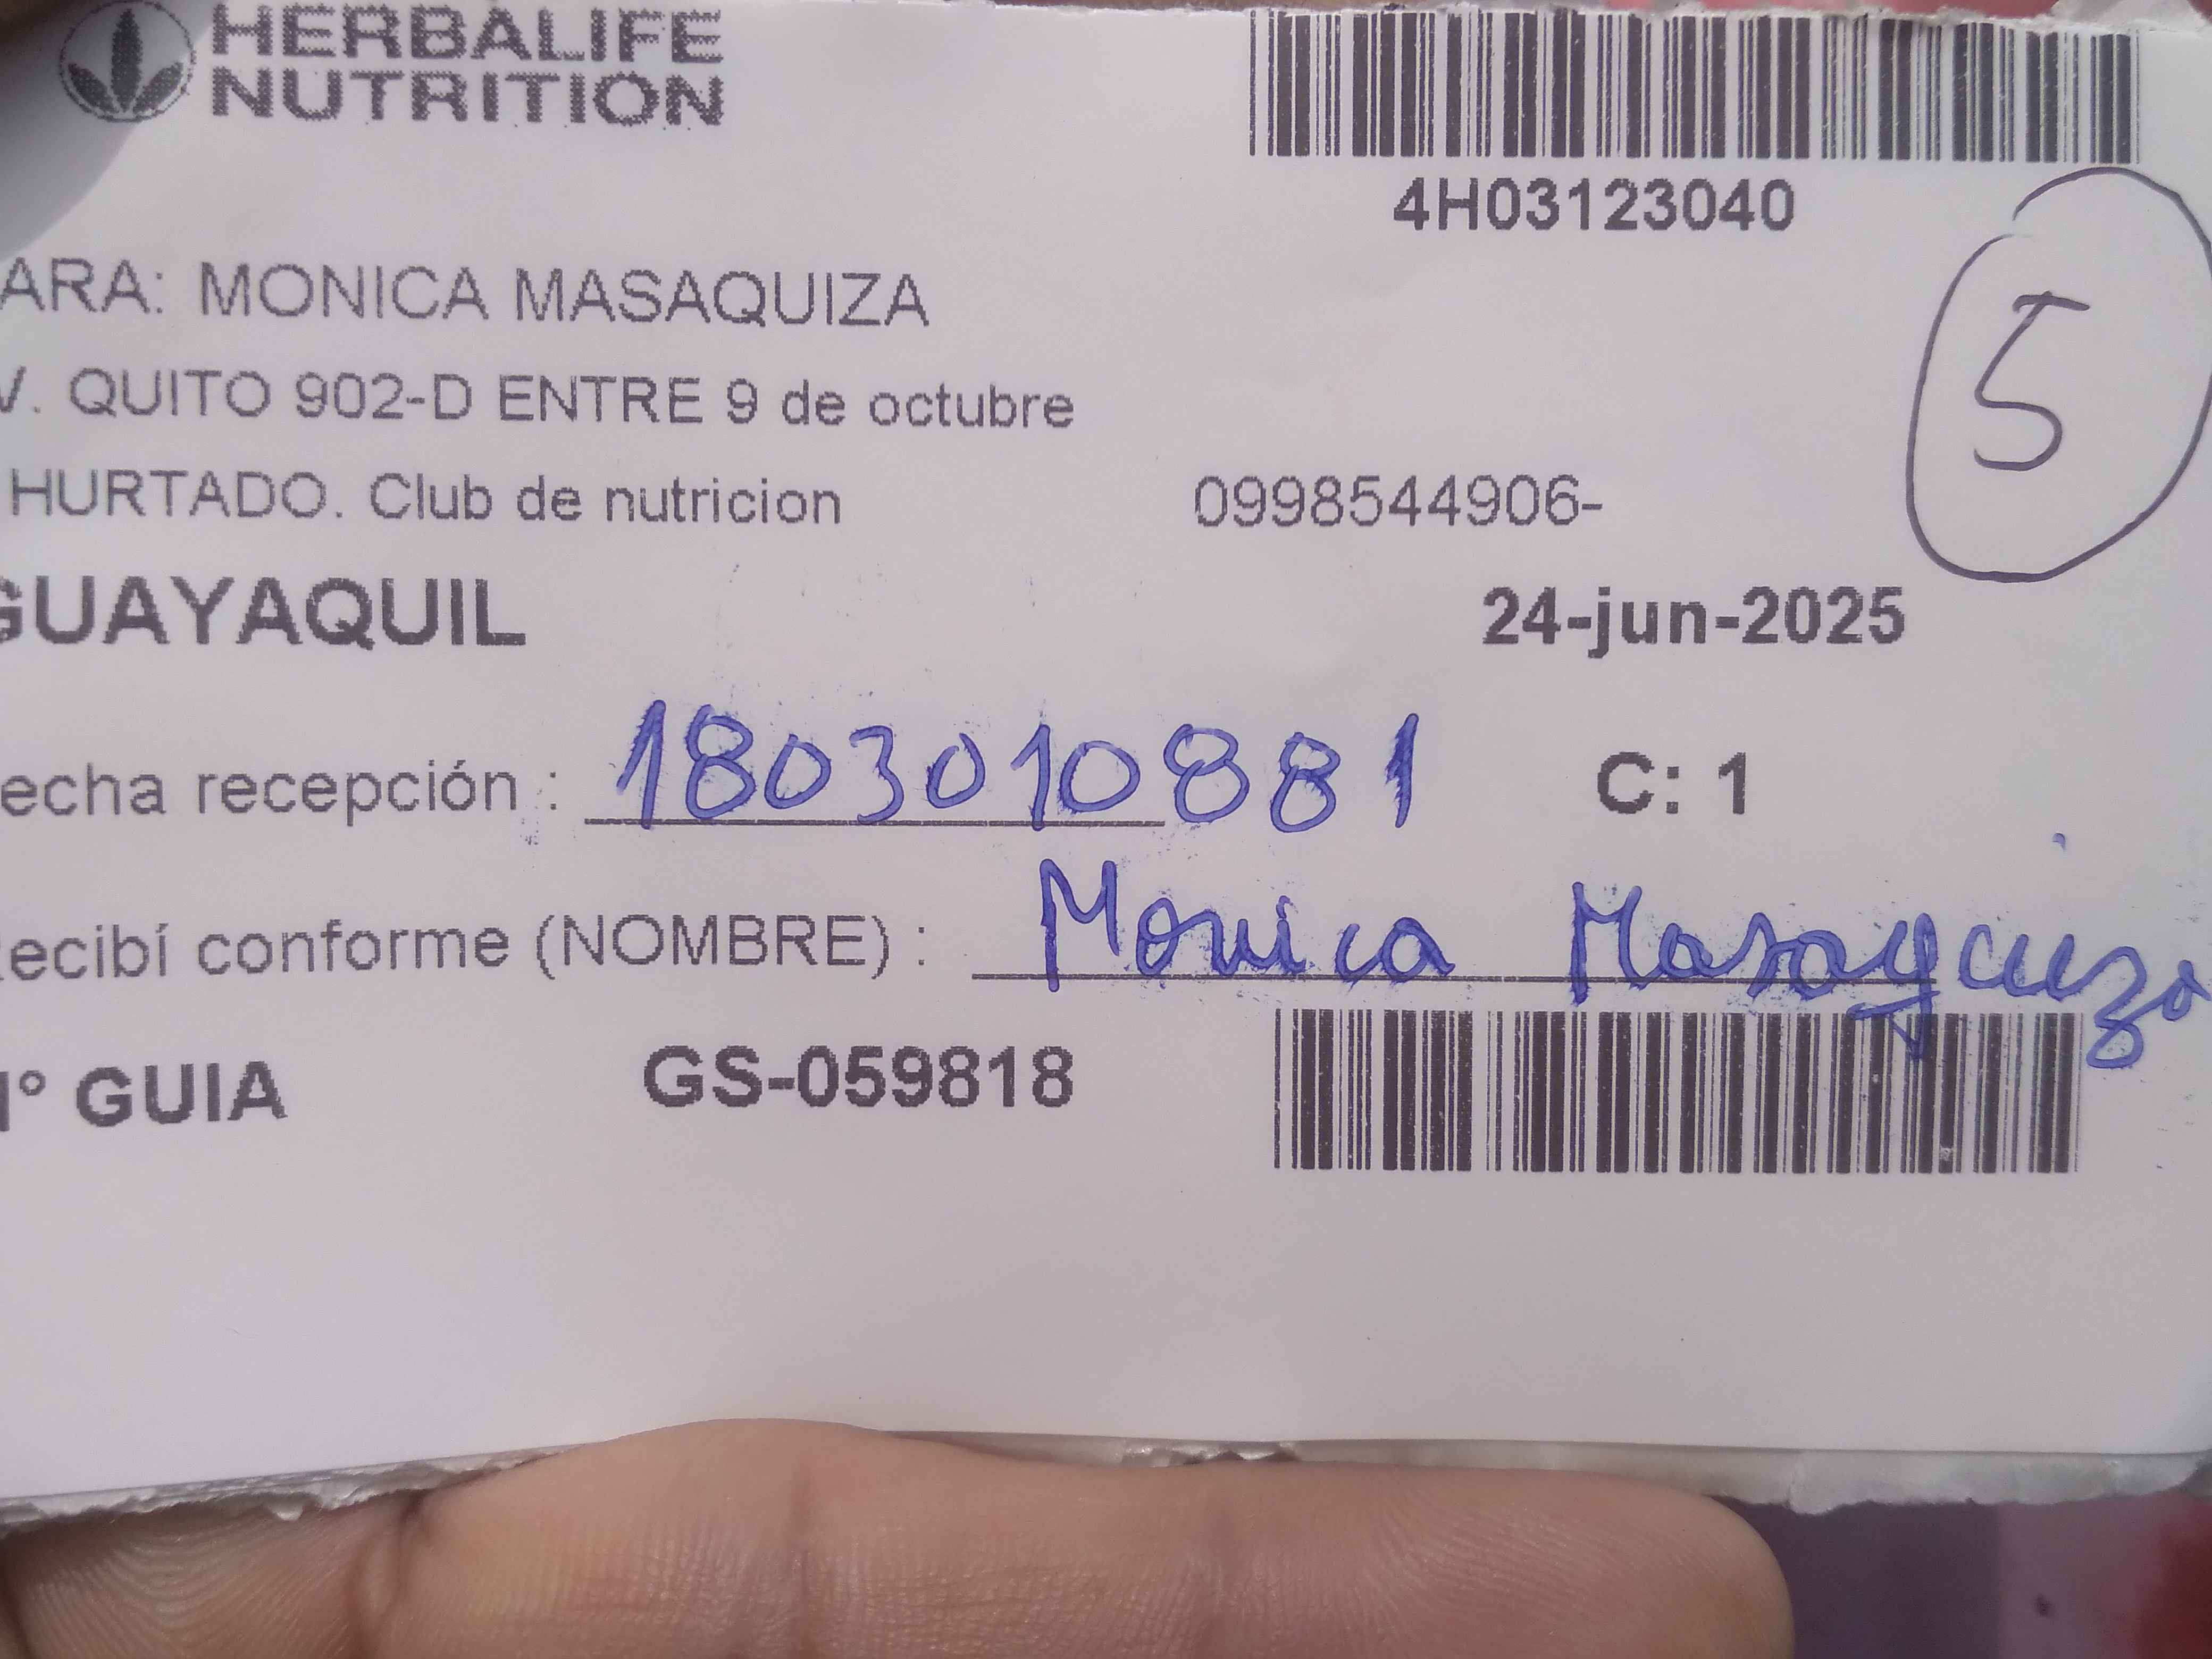 HERBALIFE
NUTRITION
4H03123040
5
ARA: MONICA MASAQUIZA
V. QUITO 902-D ENTRE 9 de octubre
HURTADO. Club de nutricion 0998544906-
GUAYAQUIL 24-jun-2025
echa recepción : 1803010881 C: 1
ecibí conforme (NOMBRE) : Monica Masaquiza
N° GUIA GS-059818